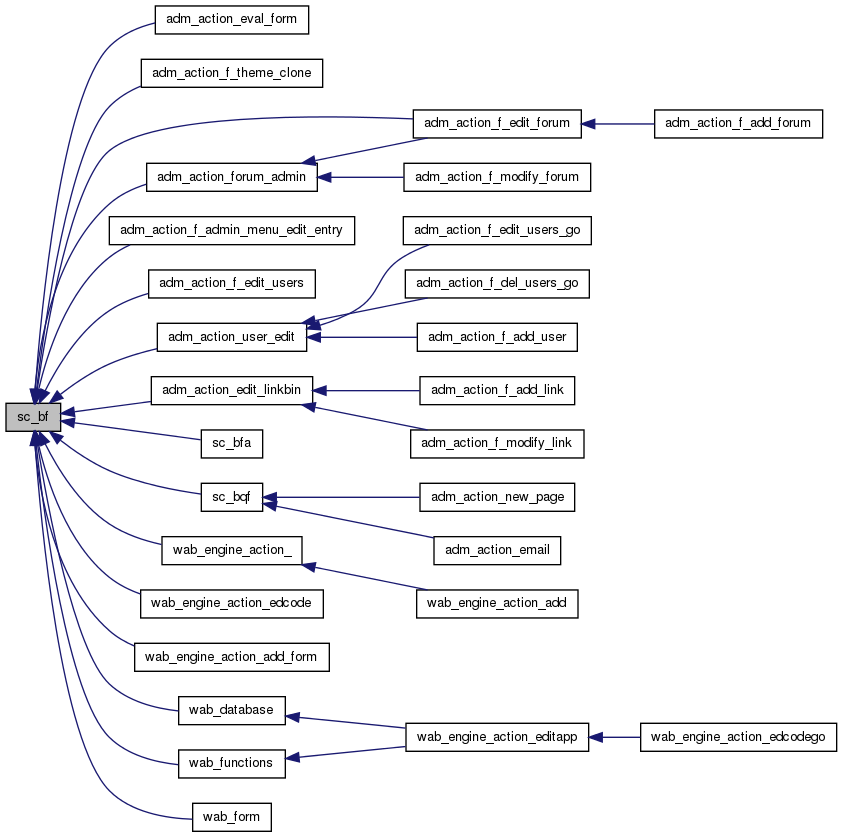 adm_action_eval_form
adm_action_f_theme_clone
adm_action_f_edit_forum
adm_action_f_add_forum
adm_action_forum_admin
adm_action_f_modify_forum
adm_action_f_admin_menu_edit_entry
adm_action_f_edit_users_go
adm_action_f_edit_users
adm_action_f_del_users_go
adm_action_user_edit
adm_action_f_add_user
adm_action_edit_linkbin
adm_action_f_add_link
sc_bf
sc_bfa
adm_action_f_modify_link
sc_bqf
adm_action_new_page
wab_engine_action_
adm_action_email
wab_engine_action_edcode
wab_engine_action_add
wab_engine_action_add_form
wab_database
wab_engine_action_editapp
wab_engine_action_edcodego
wab_functions
wab_form